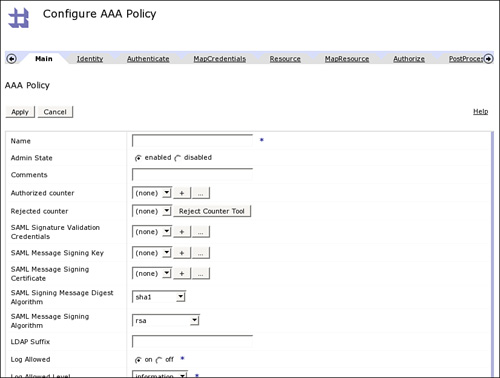 Configure AAA Policy
Main Identity Authenticate MapCredentials Resource MapResource Authorize PostProces
AAA Policy
Apply Cancel Help
Name *
Admin State enabled disabled
Comments
Authorized counter (none) + ...
Rejected counter (none) Reject Counter Tool
SAML Signature Validation
Credentials (none) + ...
SAML Message Signing Key (none) + ...
SAML Message Signing
Certificate (none) + ...
SAML Signing Message Digest
Algorithm sha1
SAML Message Signing
Algorithm rsa
LDAP Suffix
Log Allowed on off *
Log Allowed Level information *